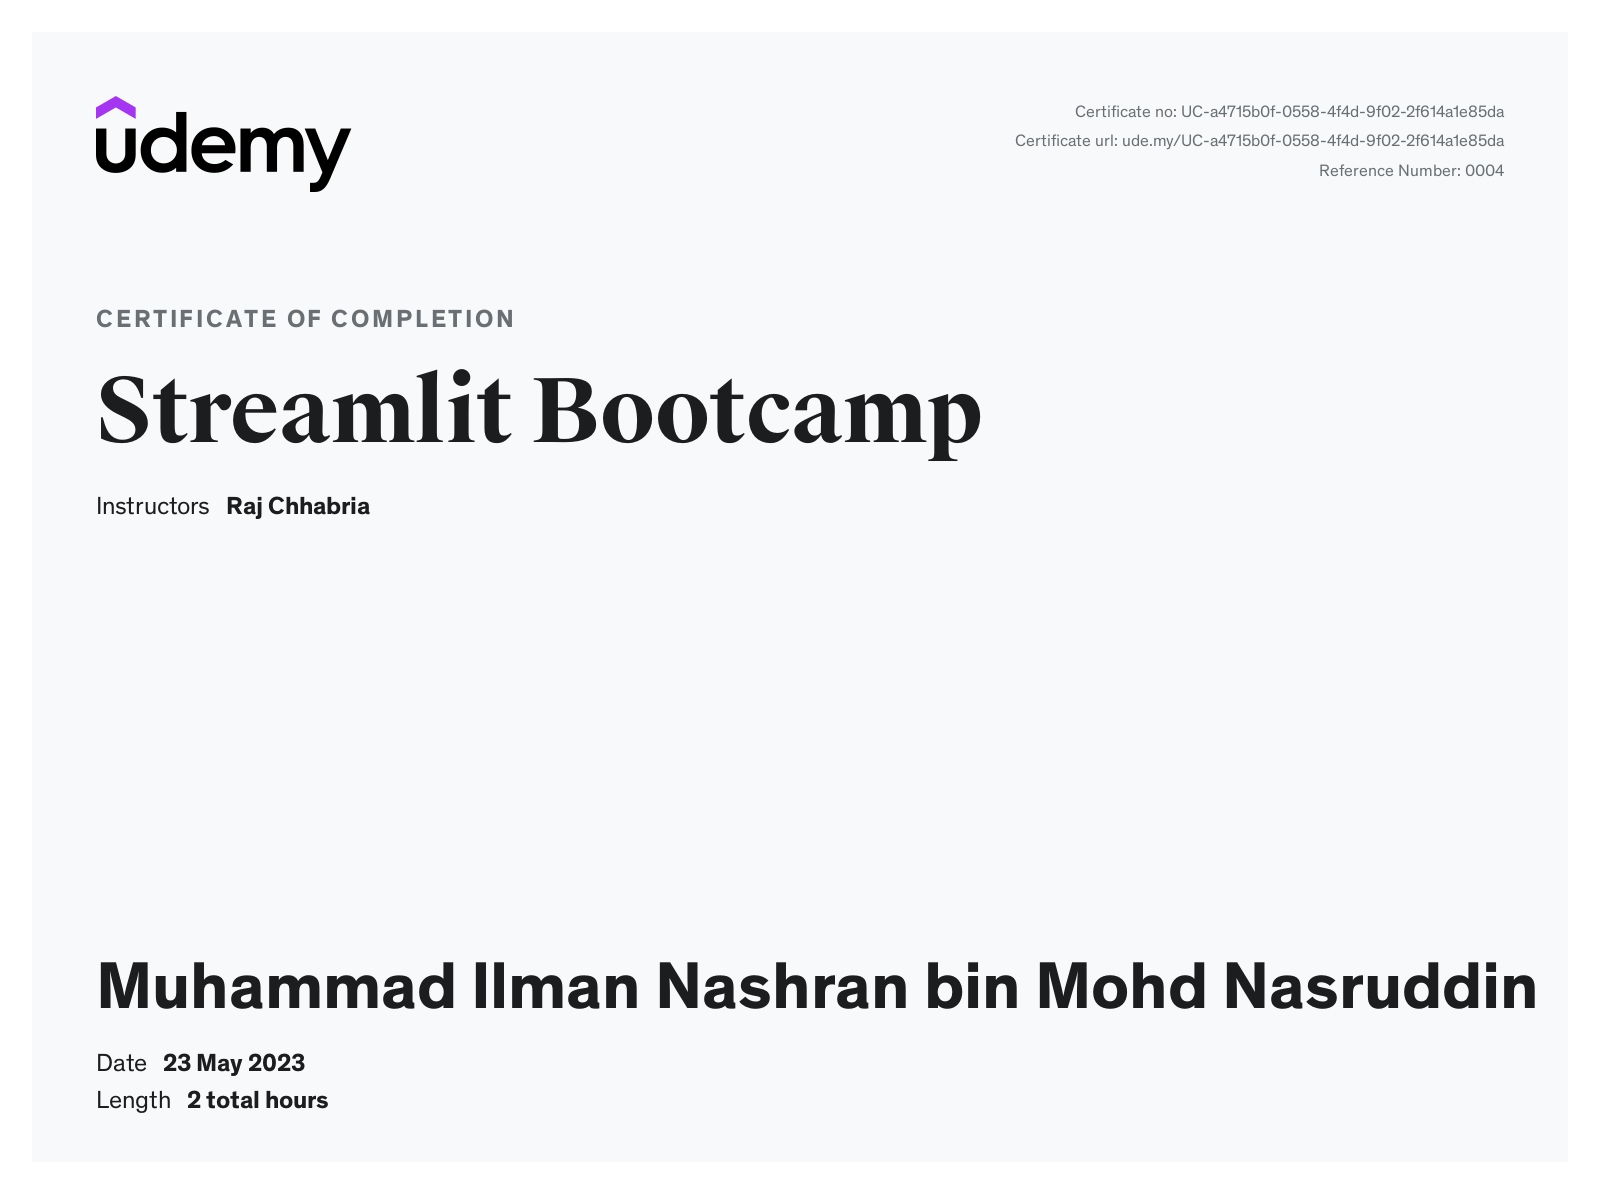 udemy
Certificate no: UC-a4715b0f-0558-4f4d-9f02-2f614a1e85da
Certificate url: ude.my/UC-a4715b0f-0558-4f4d-9f02-2f614a1e85da
Reference Number: 0004
CERTIFICATE OF COMPLETION
Streamlit Bootcamp
Instructors Raj Chhabria
Muhammad Ilman Nashran bin Mohd Nasruddin
Date 23 May 2023
Length 2 total hours